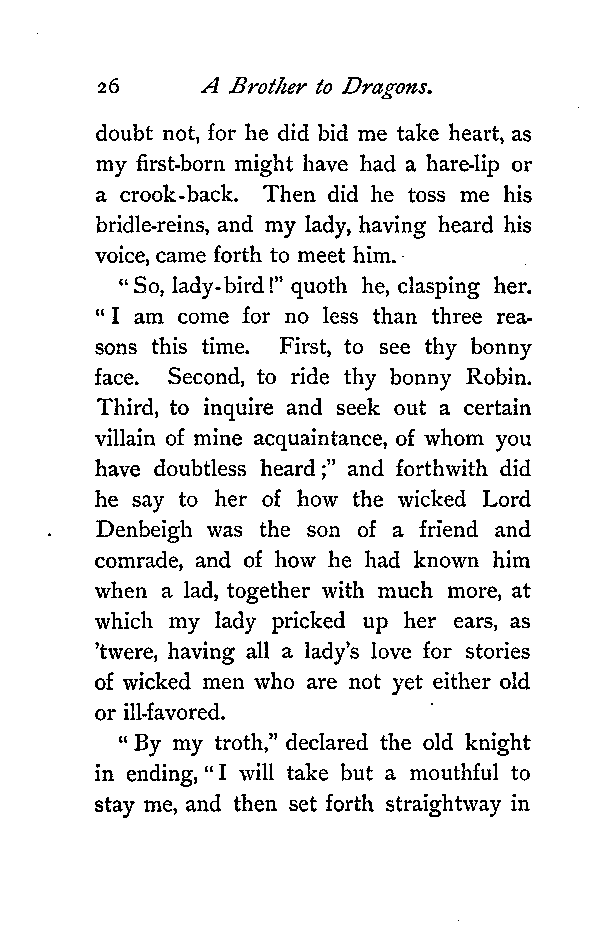 26 A Brother to Dragons.
doubt not, for he did bid me take heart, as
my first-born might have had a hare-lip or
a crook-back. Then did he toss me his
bridle-reins, and my lady, having heard his
voice, came forth to meet him.
“So, lady-bird!” quoth he, clasping her.
“I am come for no less than three rea-
sons this time. First, to see thy bonny
face. Second, to ride thy bonny Robin.
Third, to inquire and seek out a certain
villain of mine acquaintance, of whom you
have doubtless heard;” and forthwith did
he say to her of how the wicked Lord
Denbeigh was the son of a friend and
comrade, and of how he had known him
when a lad, together with much more, at
which my lady pricked up her ears, as
’twere, having all a lady’s love for stories
of wicked men who are not yet either old
or ill-favored.
“By my troth,” declared the old knight
in ending, “I will take but a mouthful to
stay me, and then set forth straightway in